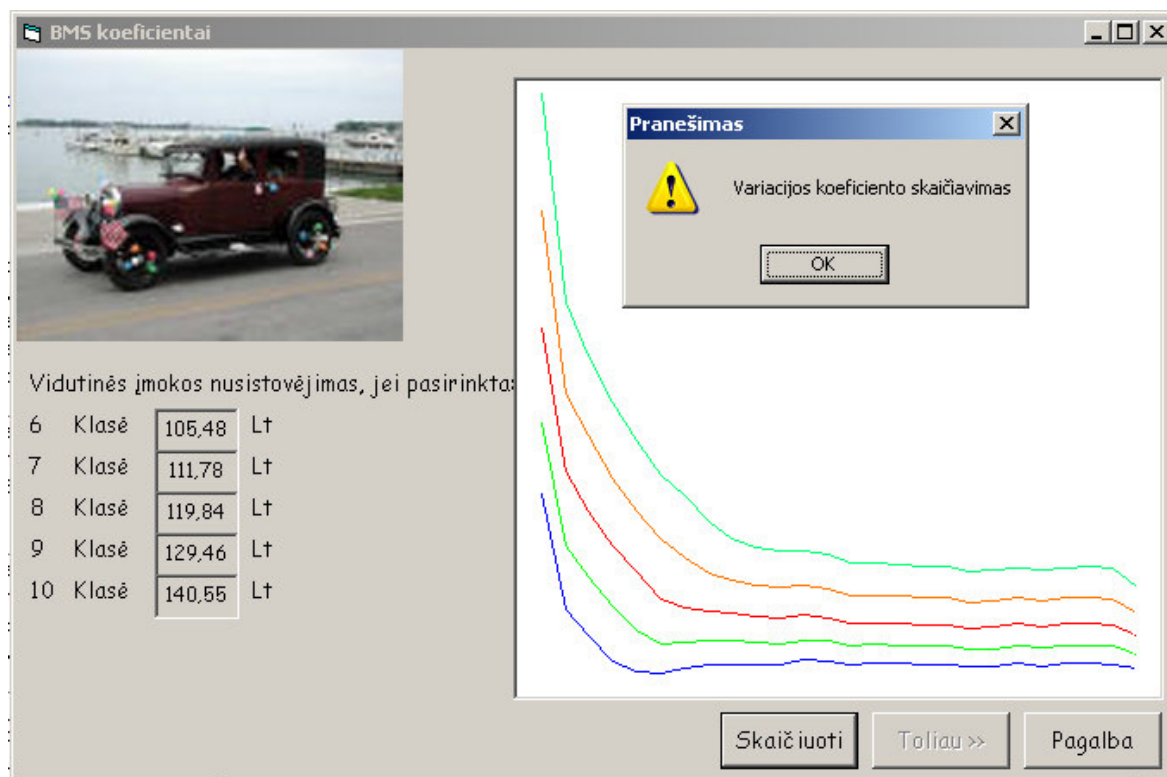 BMS koeficientai
Pranešimas
Variacijos koeficiento skaičiavimas
OK
Vidutinės įmokos nusistovėjimas, jei pasirinkta:
6 Klasė 105,48 Lt
7 Klasė 111,78 Lt
8 Klasė 119,84 Lt
9 Klasė 129,46 Lt
10 Klasė 140,55 Lt
Skaičiuoti Toliau >> Pagalba